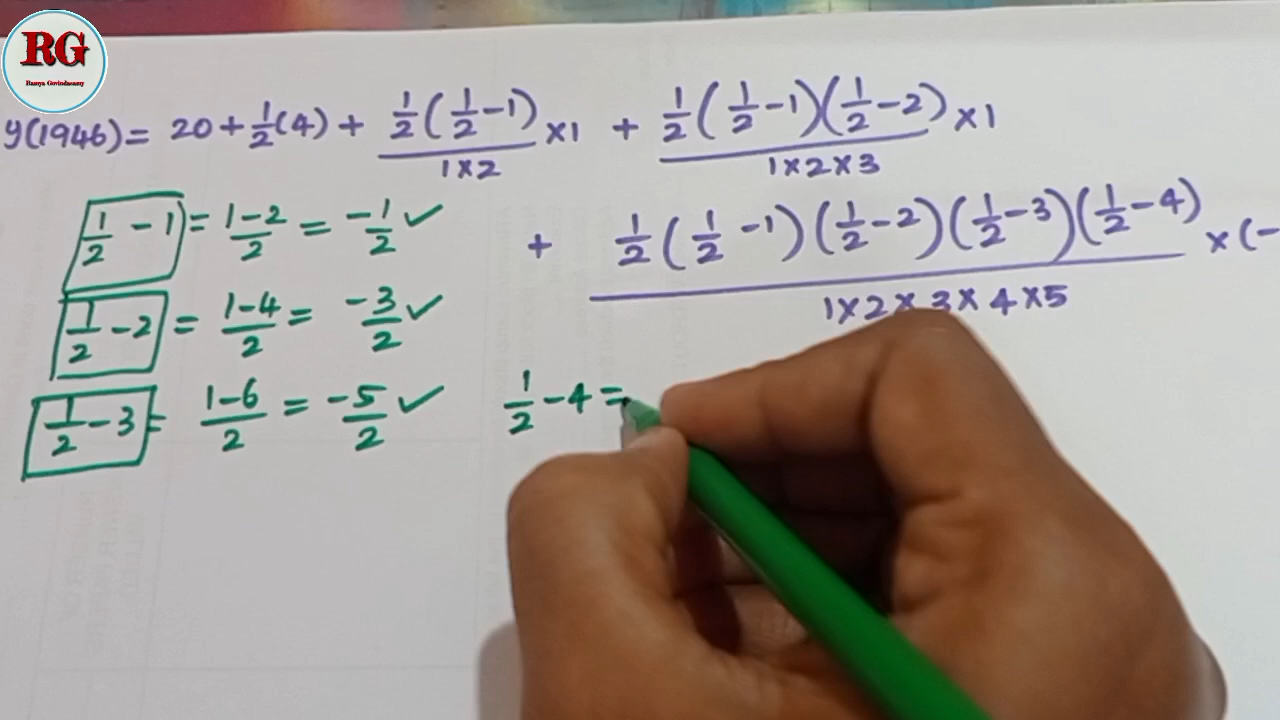 RG
Ramya Govindasamy
y(1946) = 20 + 1/2 (4) + 1/2 (1/2 - 1) / 1×2 ×1 + 1/2 (1/2 - 1)(1/2 - 2) / 1×2×3 ×1
+ 1/2 (1/2 - 1)(1/2 - 2)(1/2 - 3)(1/2 - 4) / 1×2×3×4×5 × (-
1/2 - 1 = 1-2/2 = -1/2 ✓
1/2 - 2 = 1-4/2 = -3/2 ✓
1/2 - 3 = 1-6/2 = -5/2 ✓
1/2 - 4 =